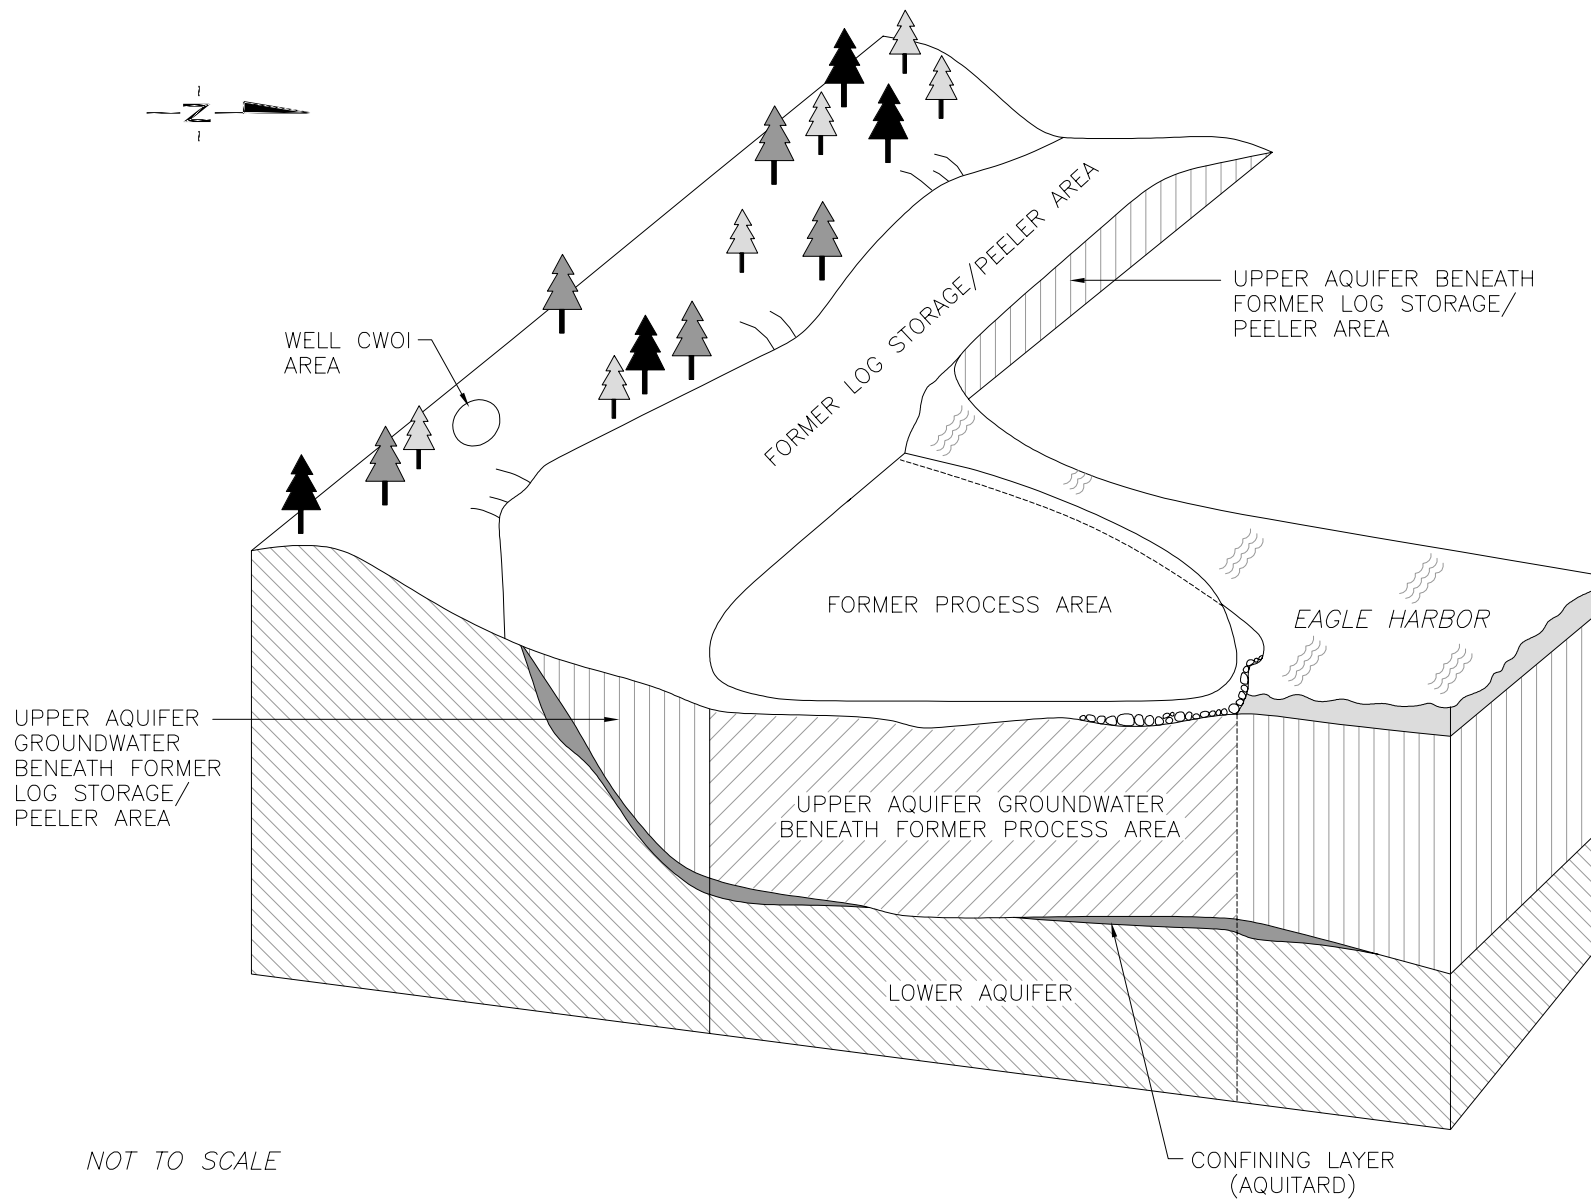 N
FORMER LOG STORAGE/PEELER AREA
UPPER AQUIFER BENEATH
FORMER LOG STORAGE/
PEELER AREA
WELL CW01
AREA
FORMER PROCESS AREA
EAGLE HARBOR
UPPER AQUIFER
GROUNDWATER
BENEATH FORMER
LOG STORAGE/
PEELER AREA
UPPER AQUIFER GROUNDWATER
BENEATH FORMER PROCESS AREA
LOWER AQUIFER
NOT TO SCALE
CONFINING LAYER
(AQUITARD)